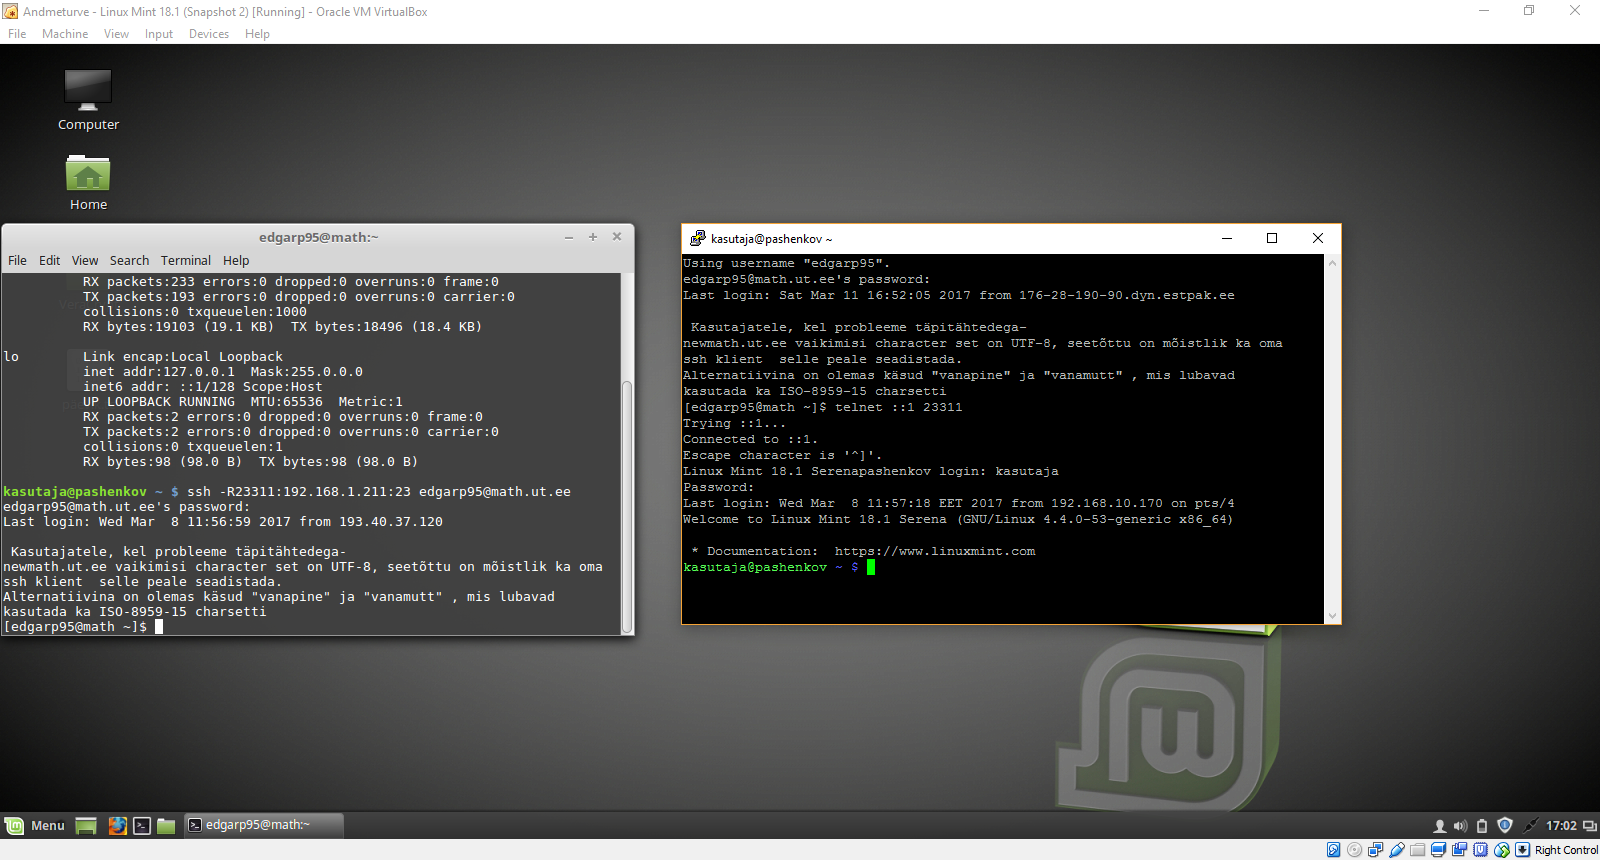 Andmeturve - Linux Mint 18.1 (Snapshot 2) [Running] - Oracle VM VirtualBox
File Machine View Input Devices Help
Computer
Home
edgarp95@math:~
File Edit View Search Terminal Help
RX packets:233 errors:0 dropped:0 overruns:0 frame:0
TX packets:193 errors:0 dropped:0 overruns:0 carrier:0
collisions:0 txqueuelen:1000
RX bytes:19103 (19.1 KB)  TX bytes:18496 (18.4 KB)
lo        Link encap:Local Loopback
inet addr:127.0.0.1  Mask:255.0.0.0
inet6 addr: ::1/128 Scope:Host
UP LOOPBACK RUNNING  MTU:65536  Metric:1
RX packets:2 errors:0 dropped:0 overruns:0 frame:0
TX packets:2 errors:0 dropped:0 overruns:0 carrier:0
collisions:0 txqueuelen:1
RX bytes:98 (98.0 B)  TX bytes:98 (98.0 B)
kasutaja@pashenkov ~ $ ssh -R23311:192.168.1.211:23 edgarp95@math.ut.ee
edgarp95@math.ut.ee's password:
Last login: Wed Mar  8 11:56:59 2017 from 193.40.37.120
Kasutajatele, kel probleeme täpitähtedega-
newmath.ut.ee vaikimisi character set on UTF-8, seetõttu on mõistlik ka oma
ssh klient  selle peale seadistada.
Alternatiivina on olemas käsud "vanapine" ja "vanamutt" , mis lubavad
kasutada ka ISO-8959-15 charsetti
[edgarp95@math ~]$
kasutaja@pashenkov ~
Using username "edgarp95".
edgarp95@math.ut.ee's password:
Last login: Sat Mar 11 16:52:05 2017 from 176-28-190-90.dyn.estpak.ee
Kasutajatele, kel probleeme täpitähtedega-
newmath.ut.ee vaikimisi character set on UTF-8, seetõttu on mõistlik ka oma
ssh klient  selle peale seadistada.
Alternatiivina on olemas käsud "vanapine" ja "vanamutt" , mis lubavad
kasutada ka ISO-8959-15 charsetti
[edgarp95@math ~]$ telnet ::1 23311
Trying ::1...
Connected to ::1.
Escape character is '^]'.
Linux Mint 18.1 Serenapashenkov login: kasutaja
Password:
Last login: Wed Mar  8 11:57:18 EET 2017 from 192.168.10.170 on pts/4
Welcome to Linux Mint 18.1 Serena (GNU/Linux 4.4.0-53-generic x86_64)
* Documentation:  https://www.linuxmint.com
kasutaja@pashenkov ~ $
Menu
edgarp95@math:~
17:02
Right Control